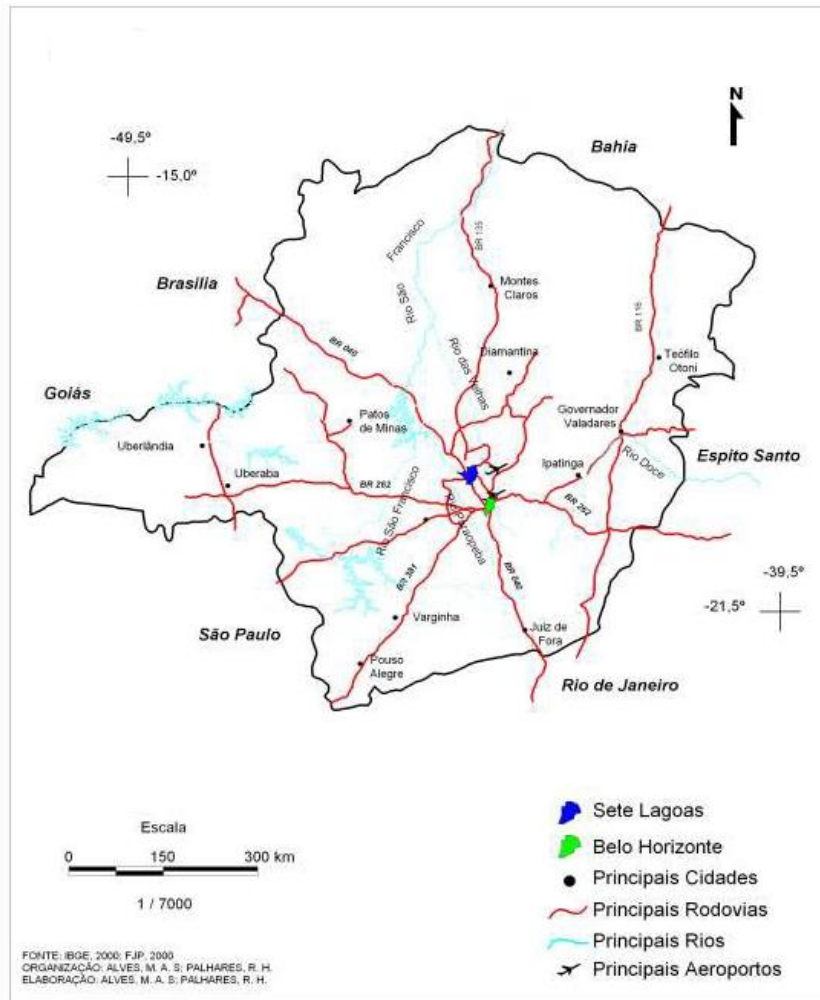 N
-49,5º
-15,0º
Bahia
Francisco
BR 135
Brasília
Rio São
Montes
Claros
BR 116
BR 040
Rio das Velhas
Diamantina
Teófilo
Otoni
Goiás
Patos
de Minas
Governador
Valadares
Uberlândia
Espito Santo
Ipatinga
Rio Doce
Uberaba
BR 262
BR 262
Rio São Francisco
Rio Paraopeba
-39,5º
BR 381
BR 040
-21,5º
Varginha
São Paulo
Juiz de
Fora
Pouso
Alegre
Rio de Janeiro
Sete Lagoas
Escala
Belo Horizonte
0 150 300 km
Principais Cidades
1 / 7000
Principais Rodovias
Principais Rios
Principais Aeroportos
FONTE: IBGE, 2000; FJP, 2000
ORGANIZAÇÃO: ALVES, M. A. S; PALHARES, R. H.
ELABORAÇÃO: ALVES, M. A. S; PALHARES, R. H.